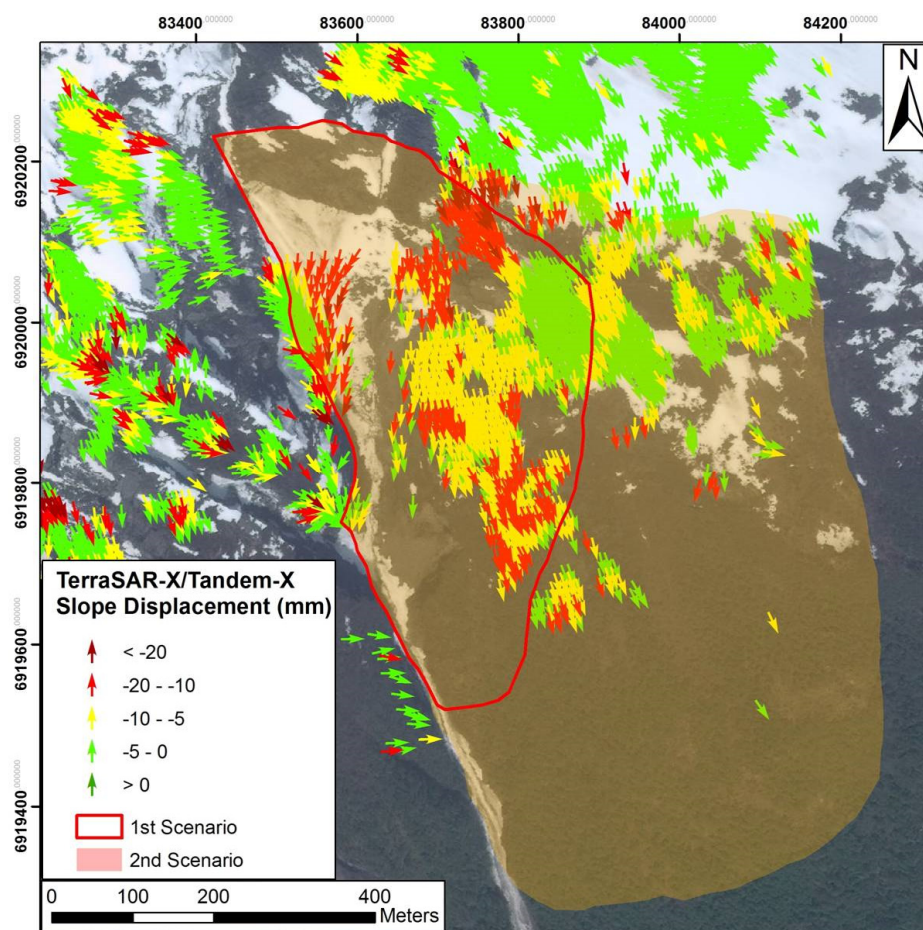 83400.000000 83600.000000 83800.000000 84000.000000 84200.000000
N
6920200.000000
6920000.000000
6919800.000000
6919600.000000
6919400.000000
TerraSAR-X/Tandem-X
Slope Displacement (mm)
< -20
-20 - -10
-10 - -5
-5 - 0
> 0
1st Scenario
2nd Scenario
0 100 200 400
Meters